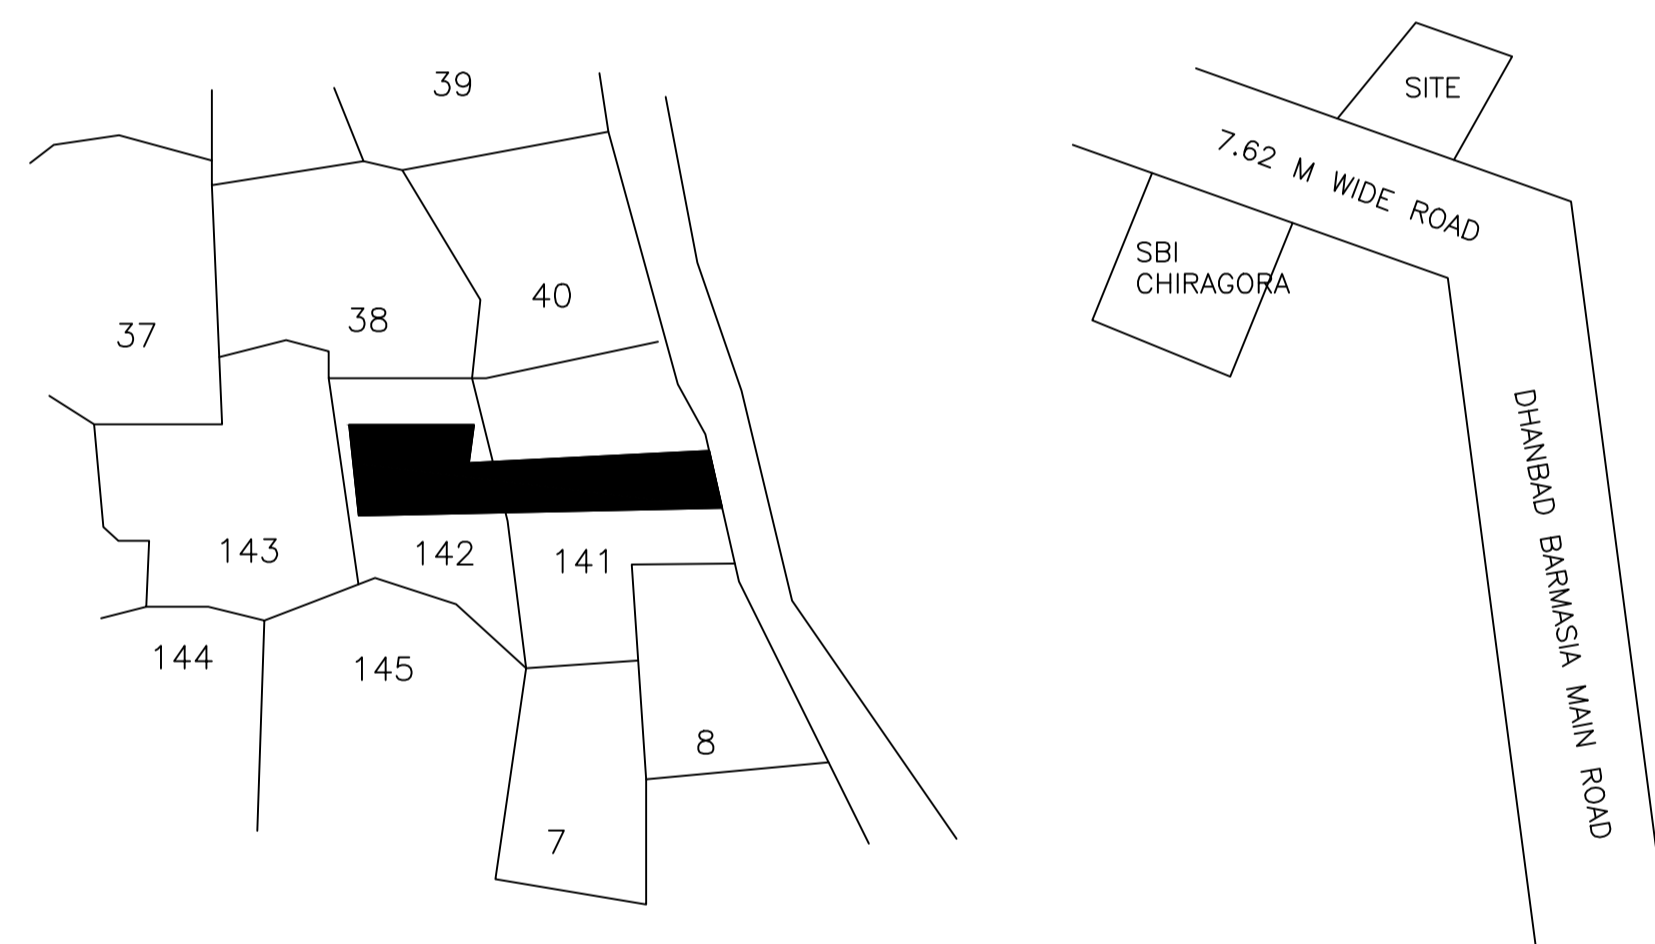 39
40
38
37
143
142
141
144
145
8
7
SITE
7.62 M WIDE ROAD
SBI
CHIRAGORA
DHANBAD BARMASIA MAIN ROAD